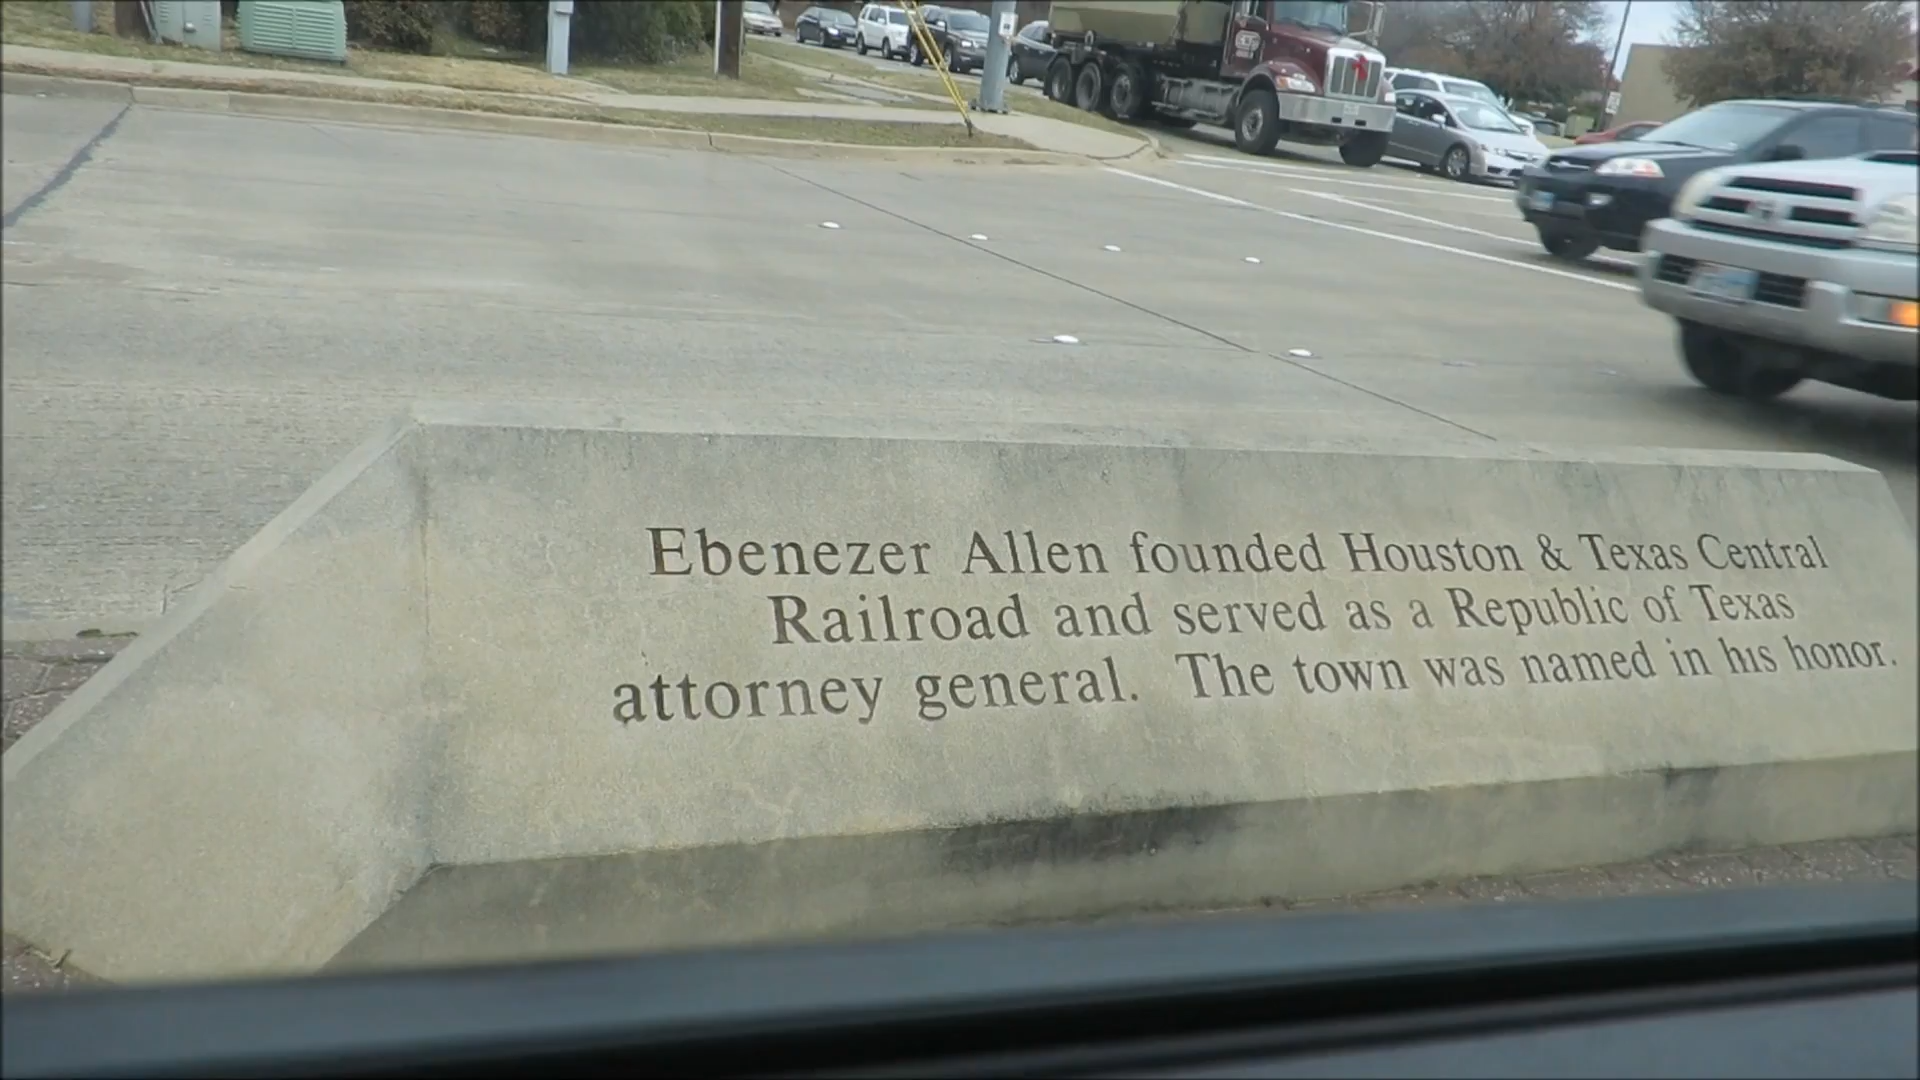 Ebenezer Allen founded Houston & Texas Central
Railroad and served as a Republic of Texas
attorney general. The town was named in his honor.